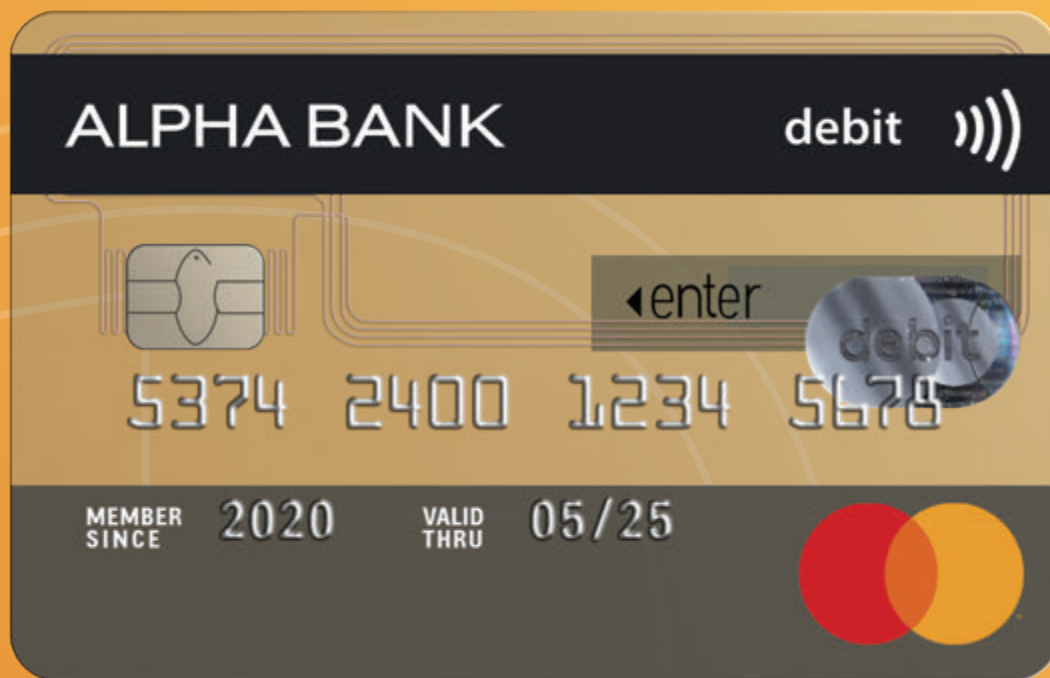 ALPHA BANK debit
enter
debit
5374 2400 1234 5678
MEMBER SINCE 2020 VALID THRU 05/25